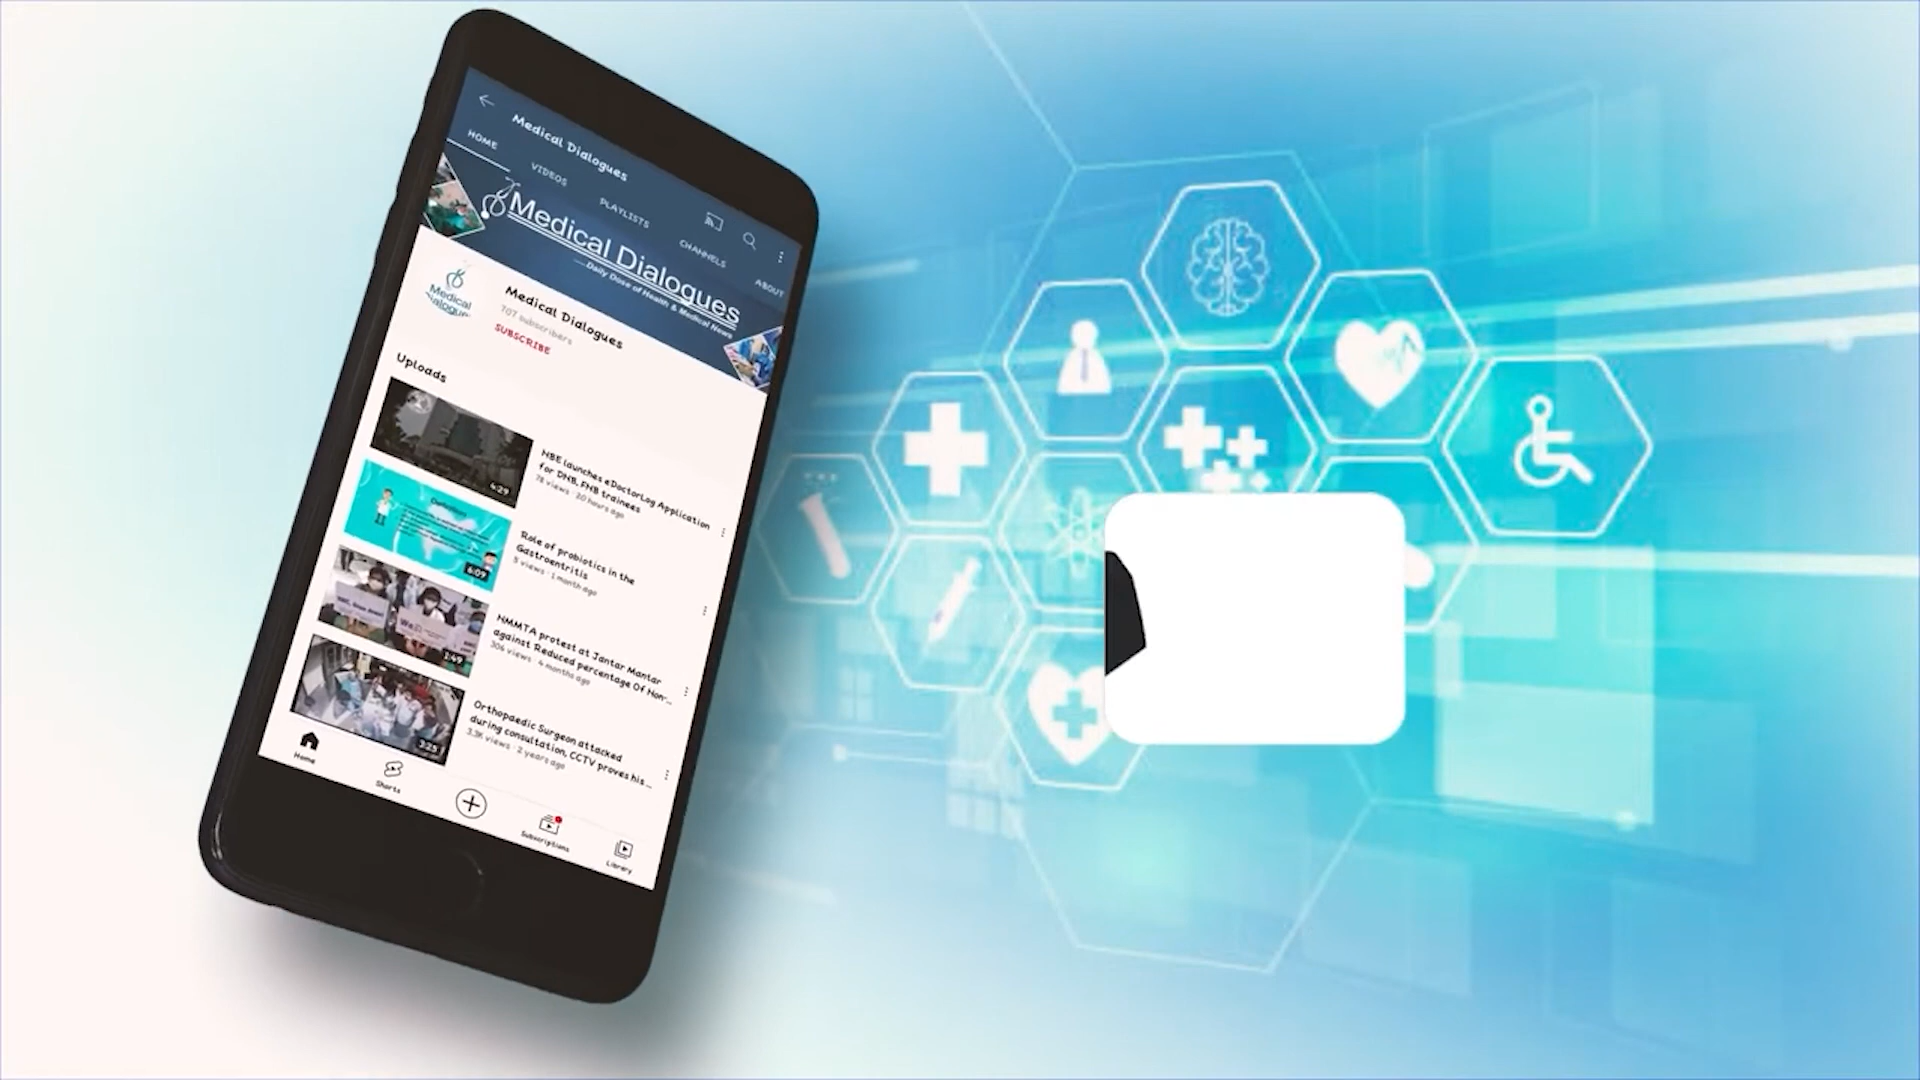 Medical Dialogues
HOME
VIDEOS
PLAYLISTS
CHANNELS
ABOUT
Medical Dialogues
Daily Dose of Health & Medical News
Medical
Medical Dialogues
707 subscribers
SUBSCRIBE
Uploads
4:29
NBE launches eDoctorLog Application
for DNB, FNB trainees
78 views · 20 hours ago
6:09
Role of probiotics in the
Gastroentritis
5 views · 1 month ago
1:49
NMMTA protest at Jantar Mantar
against 'Reduced percentage Of Non-...
306 views · 4 months ago
3:25
Orthopaedic Surgeon attacked
during consultation, CCTV proves his ...
3.3K views · 2 years ago
Home
Shorts
Subscriptions
Library